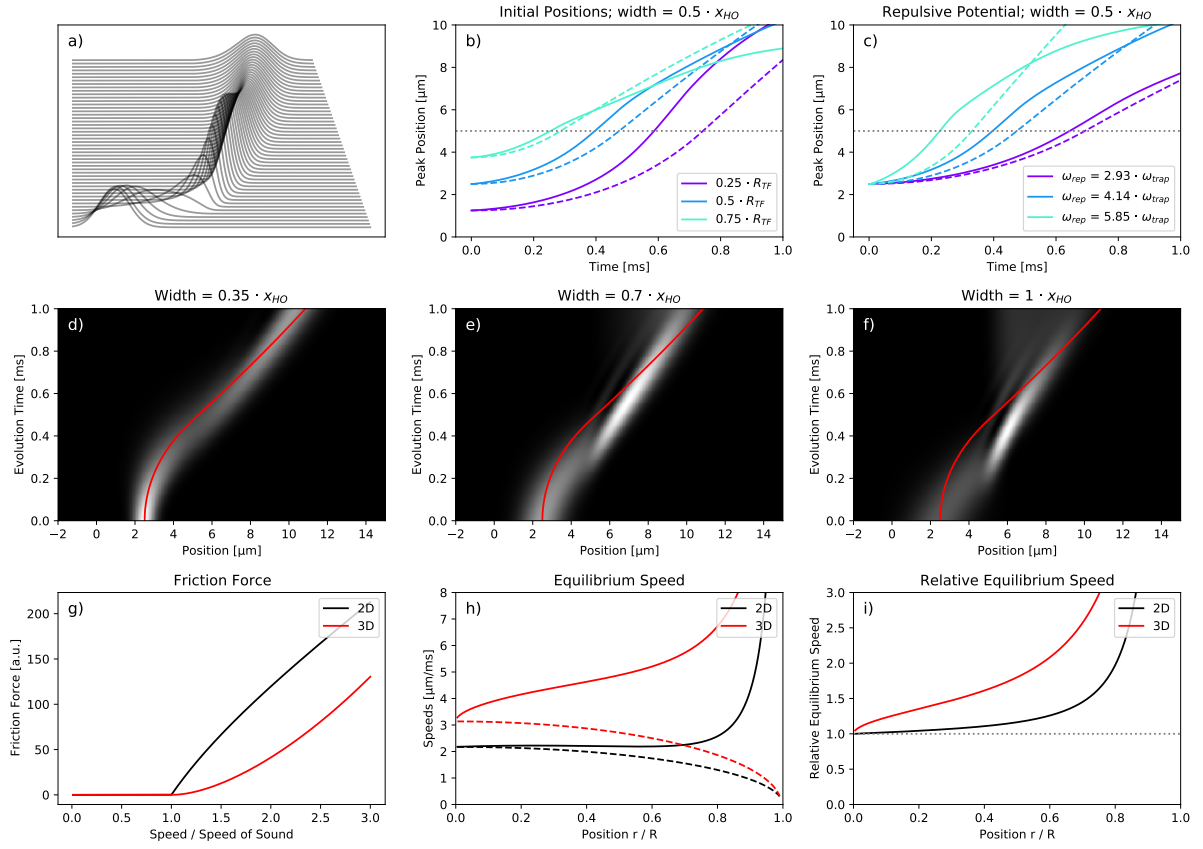 a)
Initial Positions; width = 0.5 · x_HO
b)
Peak Position [μm]
10
8
6
4
2
0
0.0 0.2 0.4 0.6 0.8 1.0
Time [ms]
0.25 · R_TF
0.5 · R_TF
0.75 · R_TF
Repulsive Potential; width = 0.5 · x_HO
c)
Peak Position [μm]
10
8
6
4
2
0
0.0 0.2 0.4 0.6 0.8 1.0
Time [ms]
ω_rep = 2.93 · ω_trap
ω_rep = 4.14 · ω_trap
ω_rep = 5.85 · ω_trap
Width = 0.35 · x_HO
d)
Evolution Time [ms]
1.0
0.8
0.6
0.4
0.2
0.0
−2 0 2 4 6 8 10 12 14
Position [μm]
Width = 0.7 · x_HO
e)
Evolution Time [ms]
1.0
0.8
0.6
0.4
0.2
0.0
−2 0 2 4 6 8 10 12 14
Position [μm]
Width = 1 · x_HO
f)
Evolution Time [ms]
1.0
0.8
0.6
0.4
0.2
0.0
−2 0 2 4 6 8 10 12 14
Position [μm]
Friction Force
g)
Friction Force [a.u.]
200
150
100
50
0
0.0 0.5 1.0 1.5 2.0 2.5 3.0
Speed / Speed of Sound
2D
3D
Equilibrium Speed
h)
Speeds [μm/ms]
8
7
6
5
4
3
2
1
0
0.0 0.2 0.4 0.6 0.8 1.0
Position r / R
2D
3D
Relative Equilibrium Speed
i)
Relative Equilibrium Speed
3.0
2.5
2.0
1.5
1.0
0.5
0.0
0.0 0.2 0.4 0.6 0.8 1.0
Position r / R
2D
3D